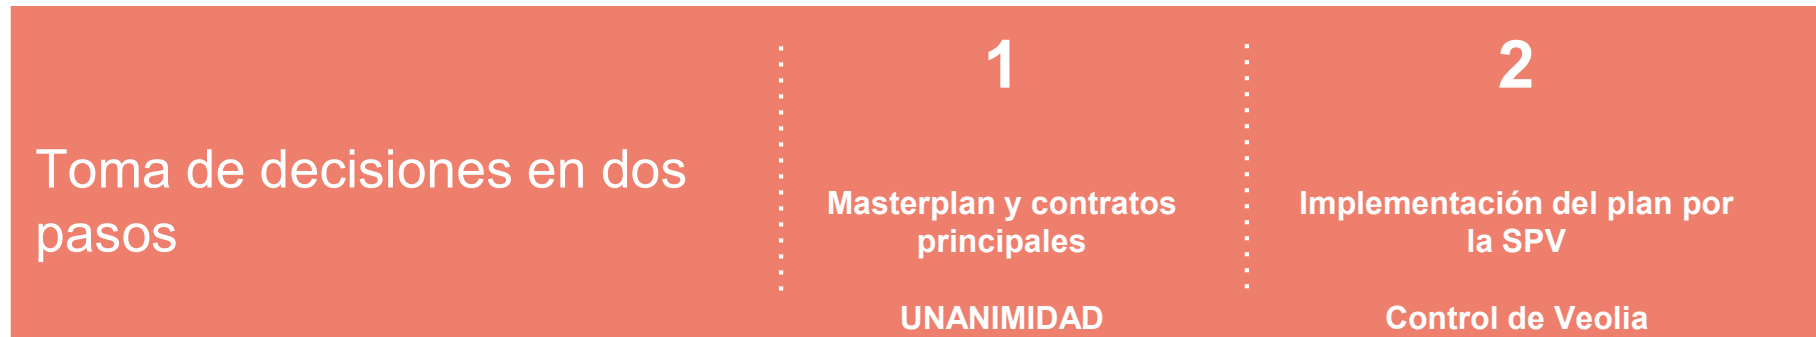 Toma de decisiones en dos
pasos
1
Masterplan y contratos
principales
UNANIMIDAD
2
Implementación del plan por
la SPV
Control de Veolia